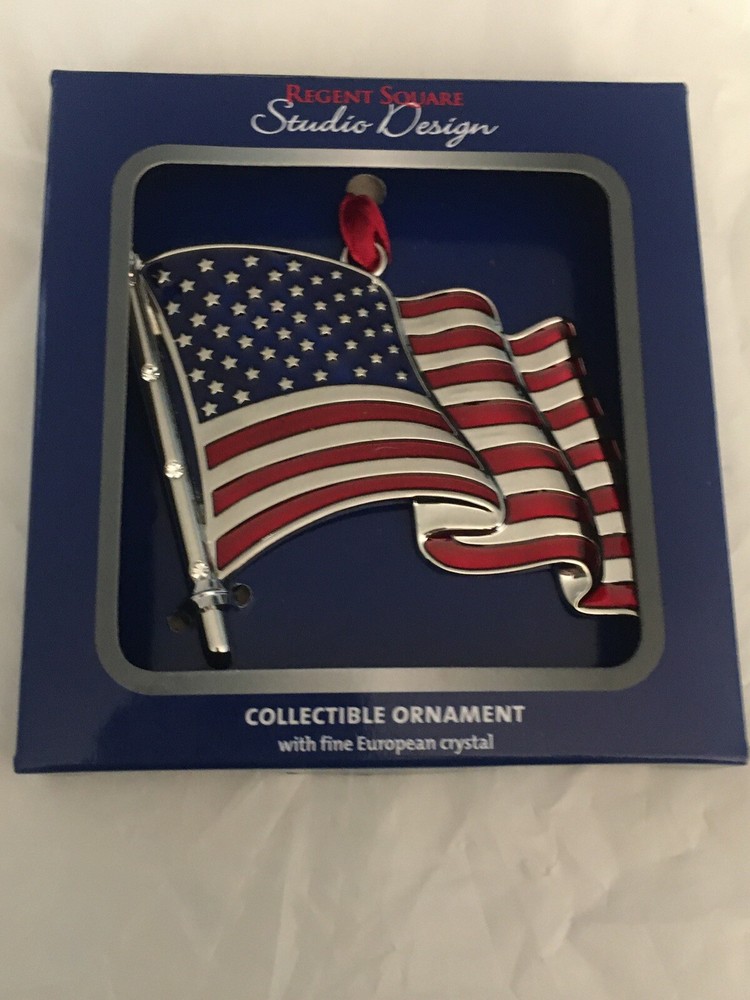 REGENT SQUARE
Studio Design
COLLECTIBLE ORNAMENT
with fine European crystal